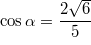 cos α = 2√6/5